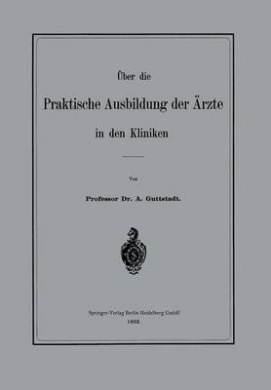 Über die
Praktische Ausbildung der Ärzte
in den Kliniken
Von
Professor Dr. A. Guttstadt.
Springer-Verlag Berlin Heidelberg GmbH